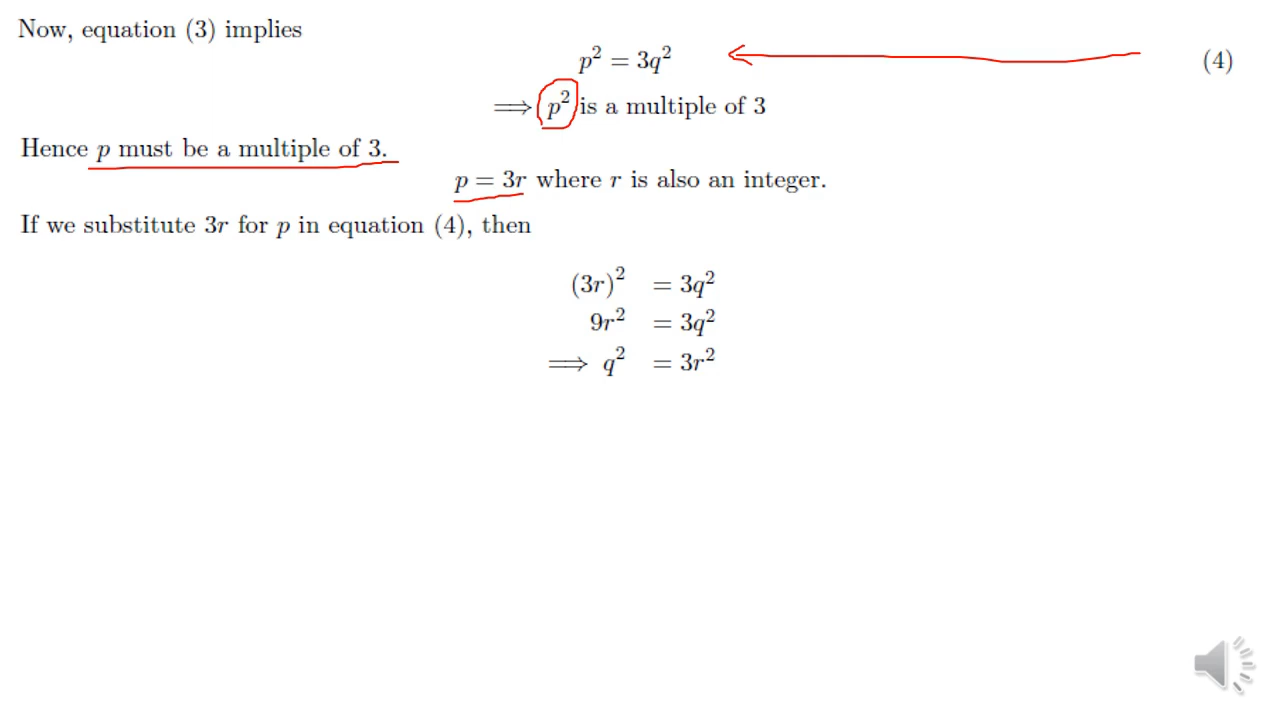 Now, equation (3) implies
p² = 3q² (4)
⟹ p² is a multiple of 3
Hence p must be a multiple of 3.
p = 3r where r is also an integer.
If we substitute 3r for p in equation (4), then
(3r)² = 3q²
9r² = 3q²
⟹ q² = 3r²